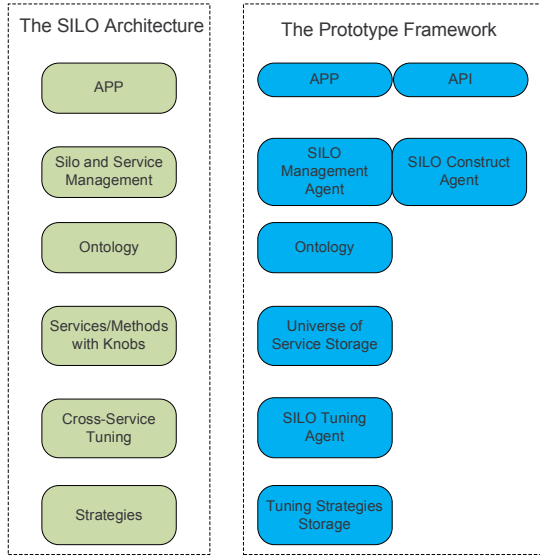 The SILO Architecture
APP
Silo and Service
Management
Ontology
Services/Methods
with Knobs
Cross-Service
Tuning
Strategies
The Prototype Framework
APP
API
SILO
Management
Agent
SILO Construct
Agent
Ontology
Universe of
Service Storage
SILO Tuning
Agent
Tuning Strategies
Storage